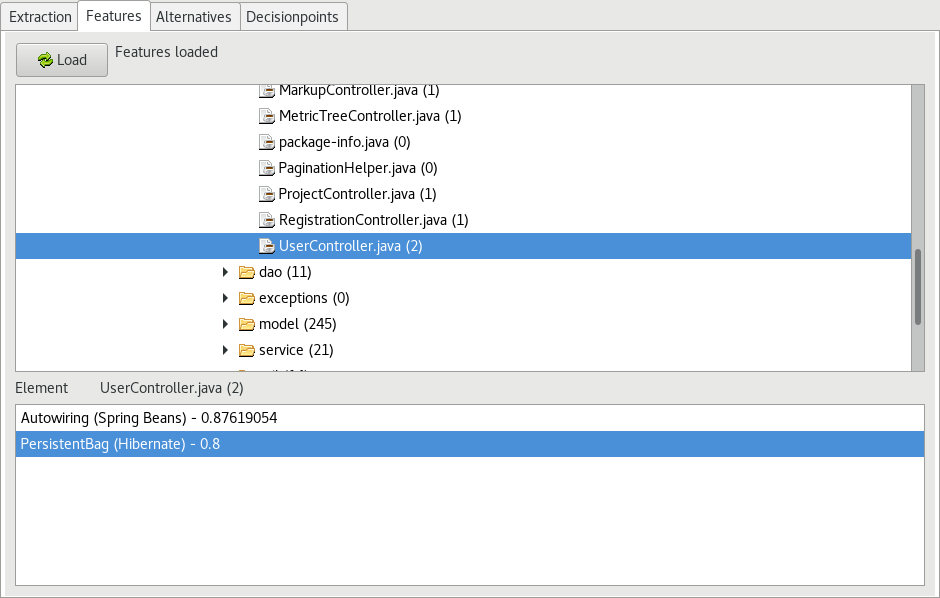 Extraction Features Alternatives Decisionpoints
Load Features loaded
MarkupController.java (1)
MetricTreeController.java (1)
package-info.java (0)
PaginationHelper.java (0)
ProjectController.java (1)
RegistrationController.java (1)
UserController.java (2)
dao (11)
exceptions (0)
model (245)
service (21)
Element UserController.java (2)
Autowiring (Spring Beans) - 0.87619054
PersistentBag (Hibernate) - 0.8